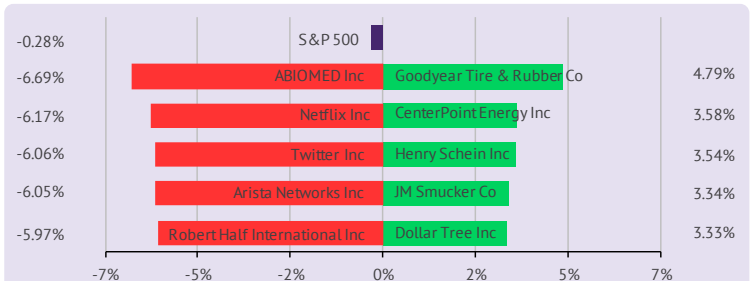 -0.28% S&P 500
-6.69% ABIOMED Inc Goodyear Tire & Rubber Co 4.79%
-6.17% Netflix Inc CenterPoint Energy Inc 3.58%
-6.06% Twitter Inc Henry Schein Inc 3.54%
-6.05% Arista Networks Inc JM Smucker Co 3.34%
-5.97% Robert Half International Inc Dollar Tree Inc 3.33%
-7% -5% -2% 0% 2% 5% 7%